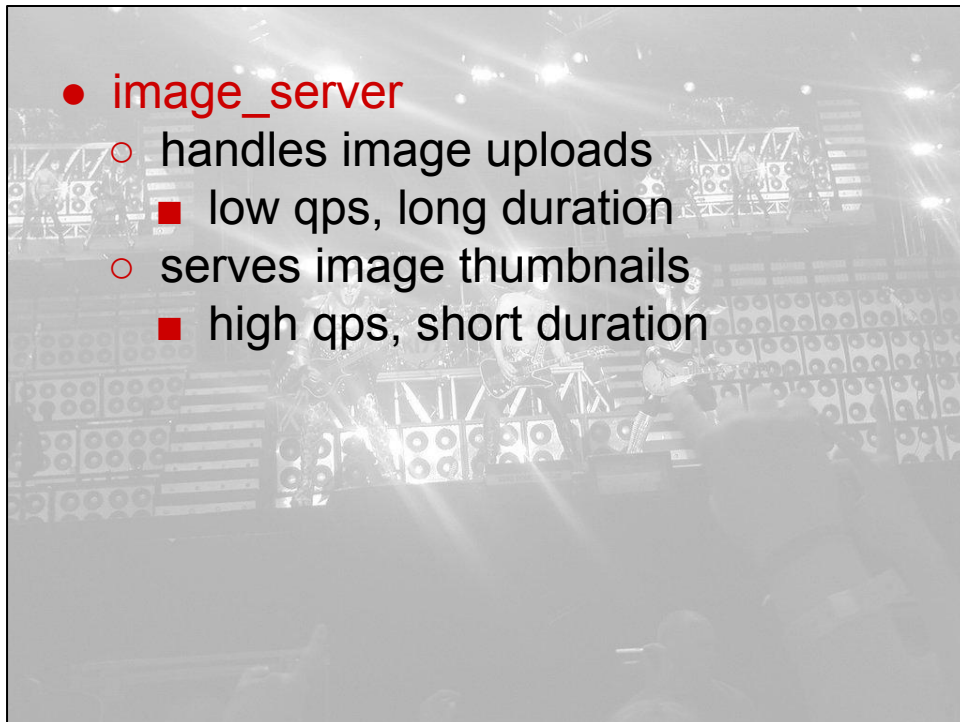 ● image_server
○ handles image uploads
■ low qps, long duration
○ serves image thumbnails
■ high qps, short duration